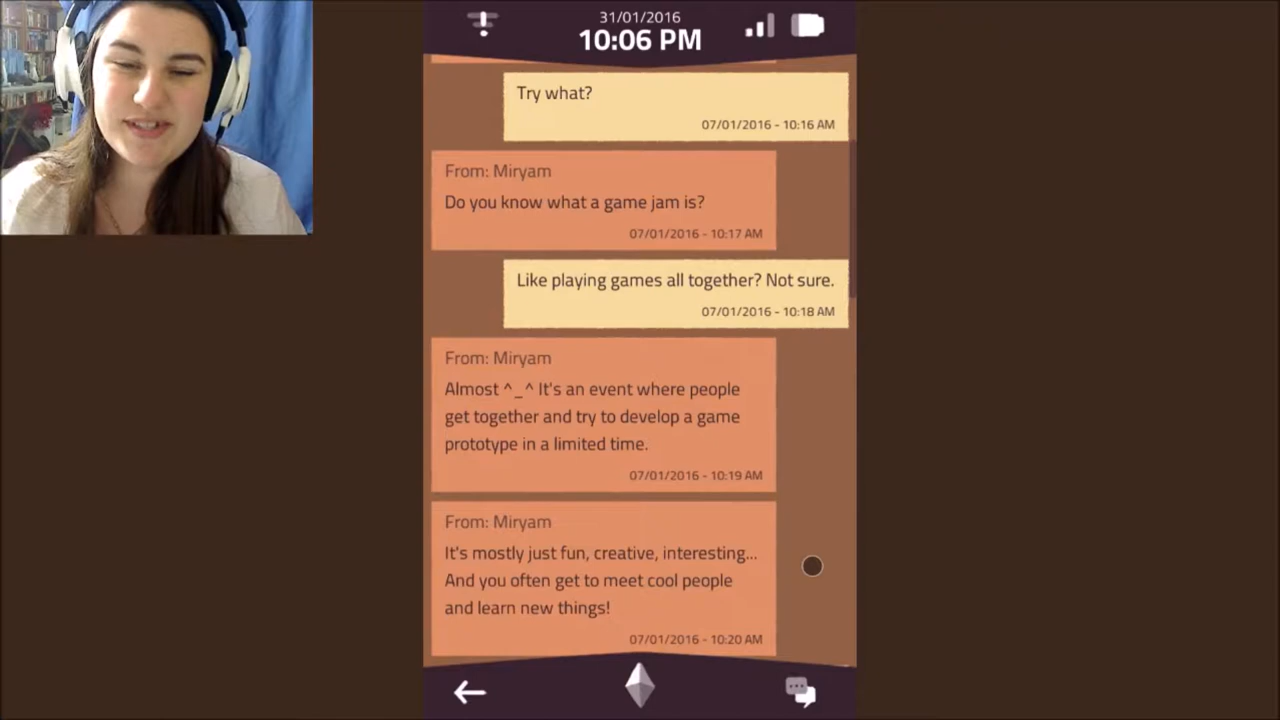 31/01/2016
10:06 PM
Try what?
07/01/2016 - 10:16 AM
From: Miryam
Do you know what a game jam is?
07/01/2016 - 10:17 AM
Like playing games all together? Not sure.
07/01/2016 - 10:18 AM
From: Miryam
Almost ^_^ It's an event where people
get together and try to develop a game
prototype in a limited time.
07/01/2016 - 10:19 AM
From: Miryam
It's mostly just fun, creative, interesting...
And you often get to meet cool people
and learn new things!
07/01/2016 - 10:20 AM